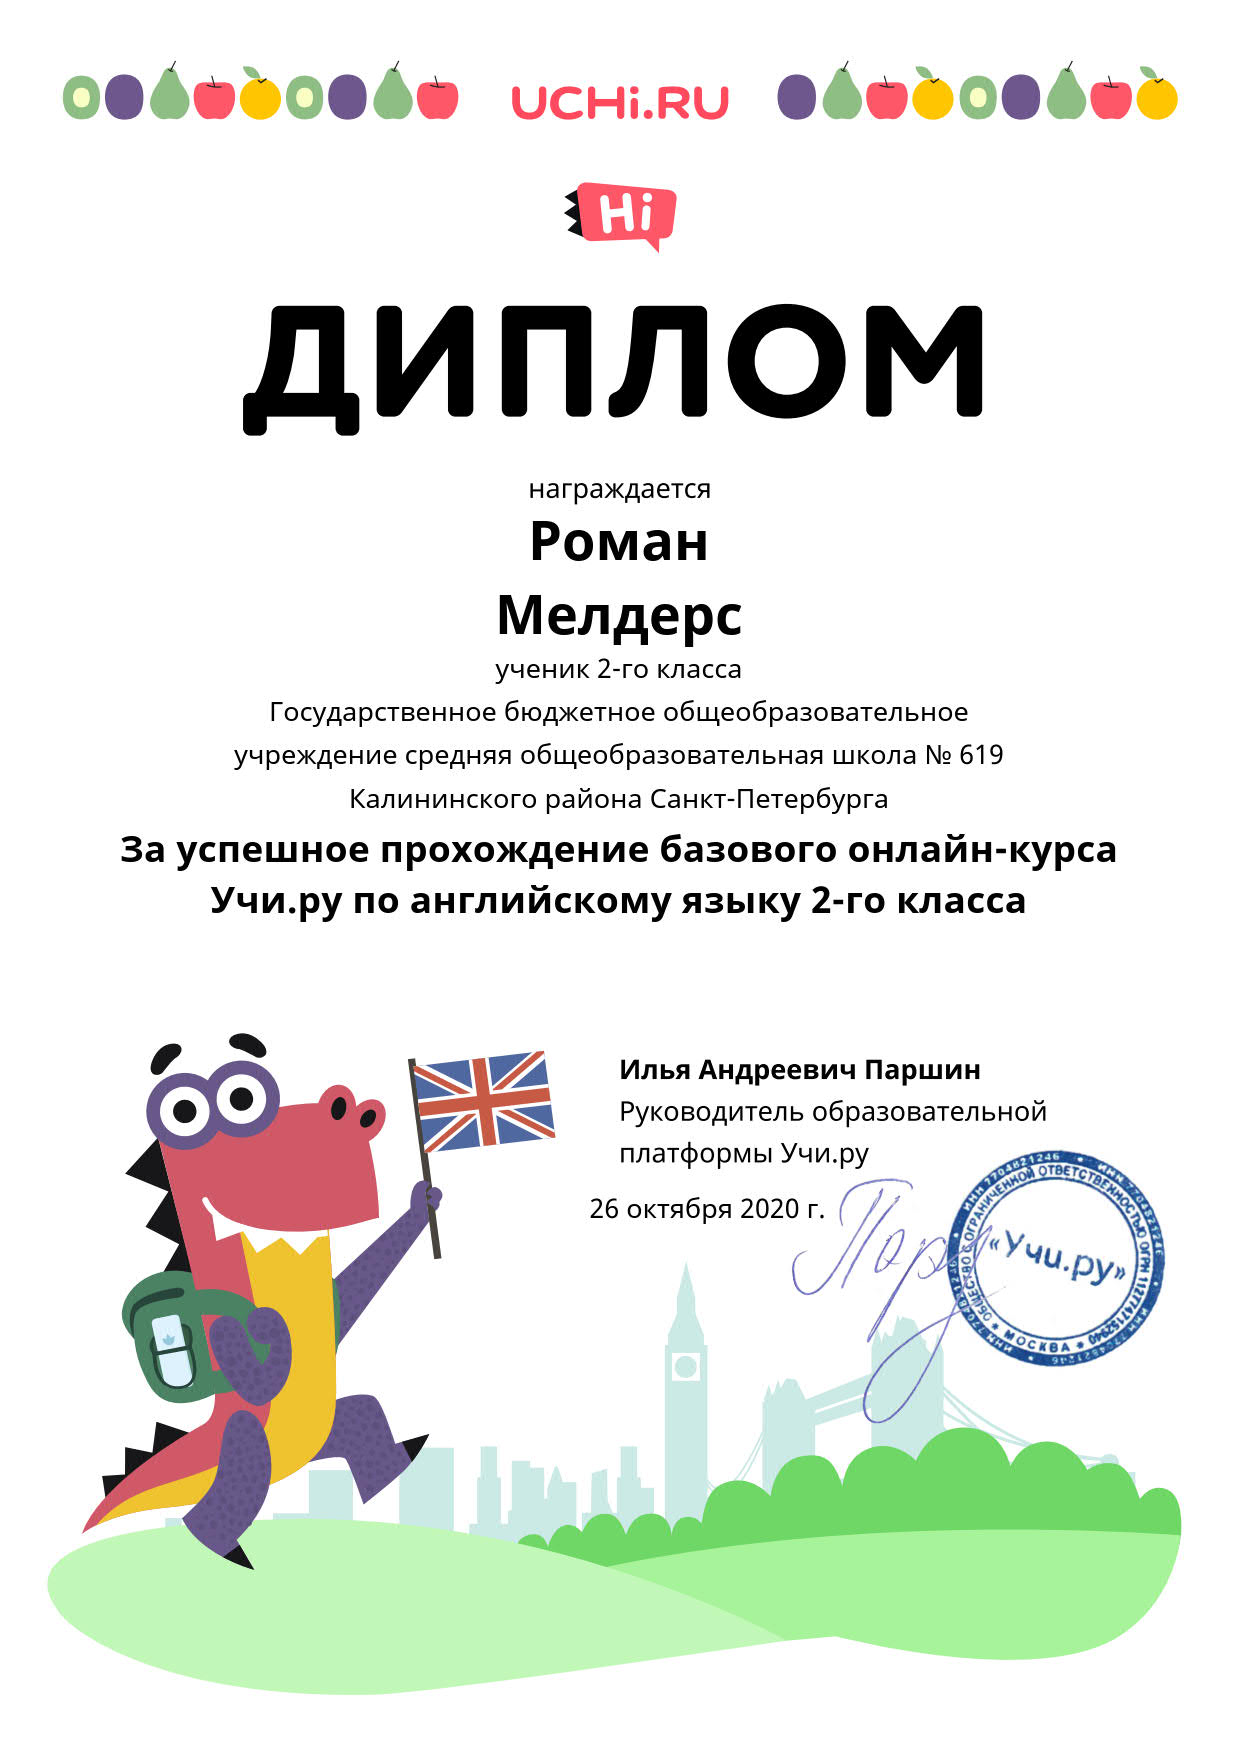 UCHi.RU
Hi
ДИПЛОМ
награждается
Роман
Мелдерс
ученик 2-го класса
Государственное бюджетное общеобразовательное
учреждение средняя общеобразовательная школа № 619
Калининского района Санкт-Петербурга
За успешное прохождение базового онлайн-курса
Учи.ру по английскому языку 2-го класса
Илья Андреевич Паршин
Руководитель образовательной
платформы Учи.ру
26 октября 2020 г.
ИНН 7704821246 * ИНН 7704821246
ОБЩЕСТВО С ОГРАНИЧЕННОЙ ОТВЕТСТВЕННОСТЬЮ ОГРН 1127747152940
* МОСКВА *
«Учи.ру»